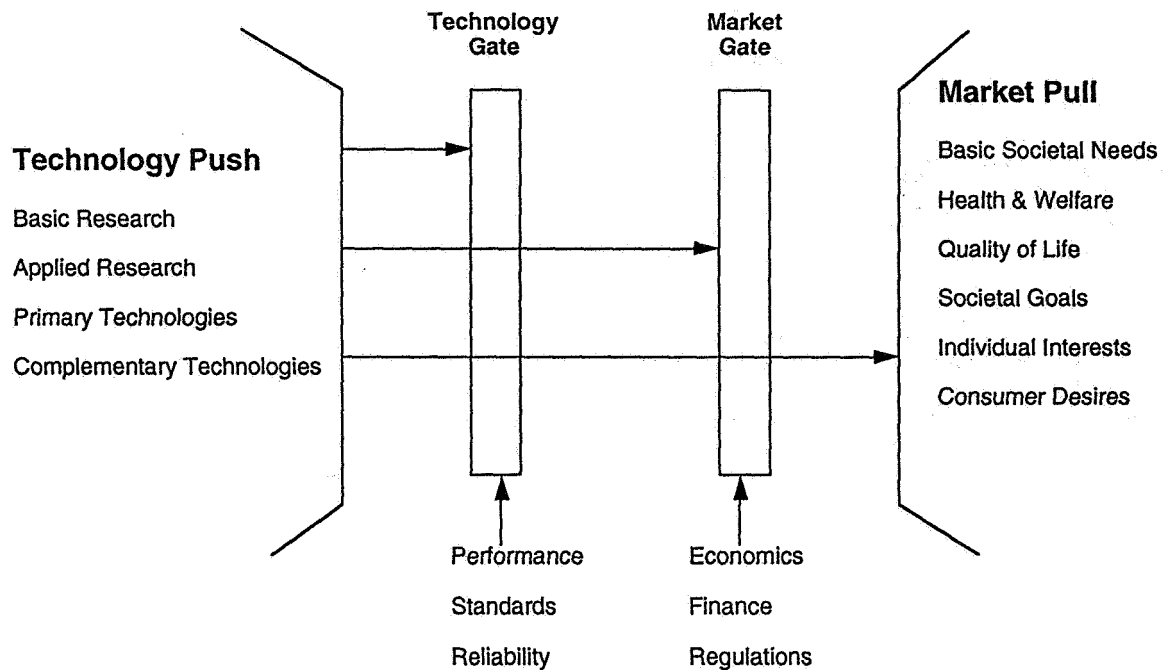 Technology
Gate
Market
Gate
Technology Push
Basic Research
Applied Research
Primary Technologies
Complementary Technologies
Market Pull
Basic Societal Needs
Health & Welfare
Quality of Life
Societal Goals
Individual Interests
Consumer Desires
Performance
Standards
Reliability
Economics
Finance
Regulations